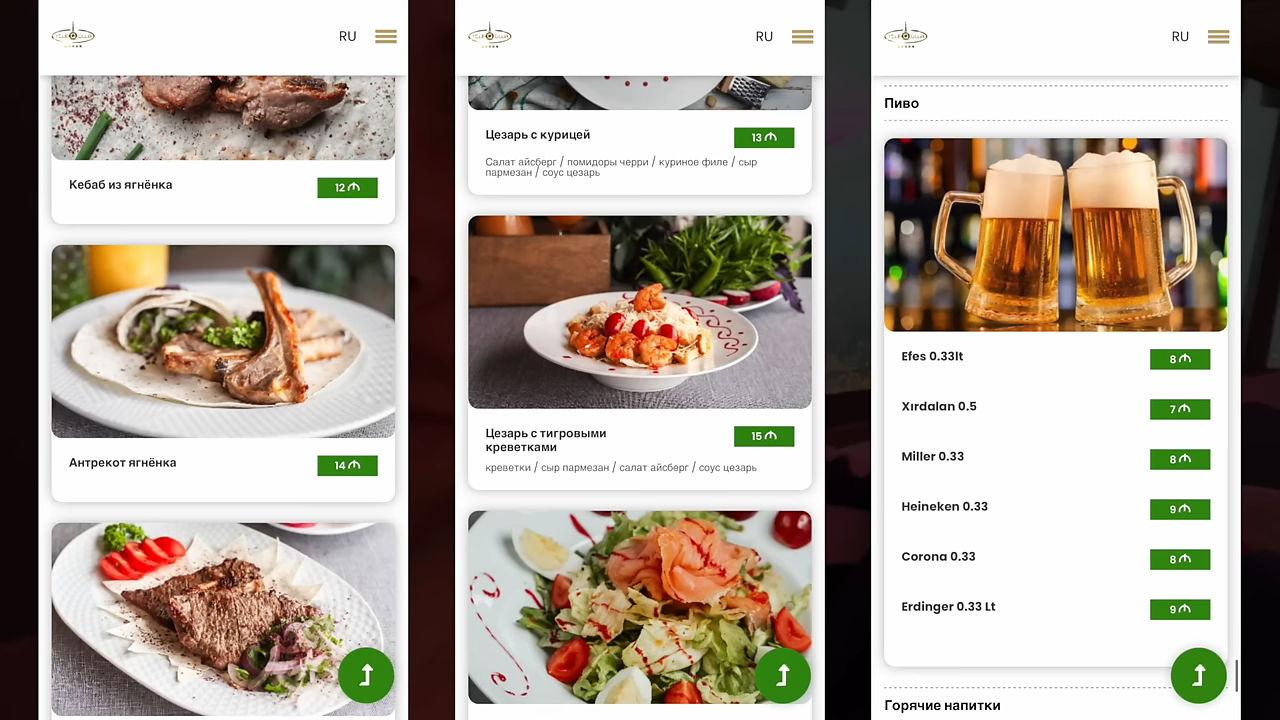 RU
Кебаб из ягнёнка
12 ₼
Антрекот ягнёнка
14 ₼
RU
Цезарь с курицей
13 ₼
Салат айсберг / помидоры черри / куриное филе / сыр
пармезан / соус цезарь
Цезарь с тигровыми
креветками
15 ₼
креветки / сыр пармезан / салат айсберг / соус цезарь
RU
Пиво
Efes 0.33lt
8 ₼
Xırdalan 0.5
7 ₼
Miller 0.33
8 ₼
Heineken 0.33
9 ₼
Corona 0.33
8 ₼
Erdinger 0.33 Lt
9 ₼
Горячие напитки